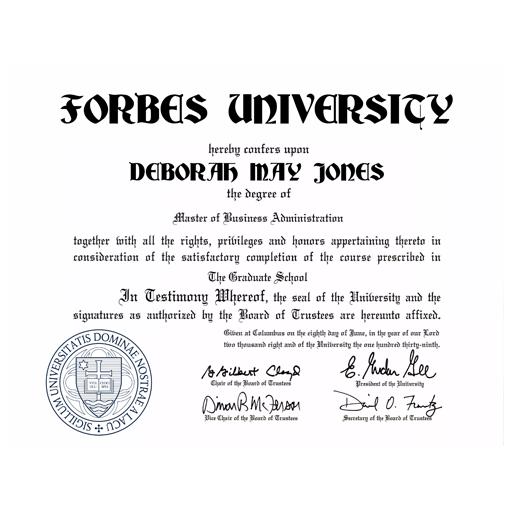 FORBES UNIVERSITY
hereby confers upon
DEBORAH MAY JONES
the degree of
Master of Business Administration
together with all the rights, privileges and honors appertaining thereto in
consideration of the satisfactory completion of the course prescribed in
The Graduate School
In Testimony Whereof, the seal of the University and the
signatures as authorized by the Board of Trustees are hereunto affixed.
Given at Columbus on the eighth day of June, in the year of our Lord
two thousand eight and of the University the one hundred thirty-ninth.
G Gilbert Cloyd
E. Gordon Gee
Chair of the Board of Trustees
President of the University
David O. Frantz
Vice Chair of the Board of Trustees
Secretary of the Board of Trustees
SIGILLUM UNIVERSITATIS DOMINAE NOSTRAE A LACU